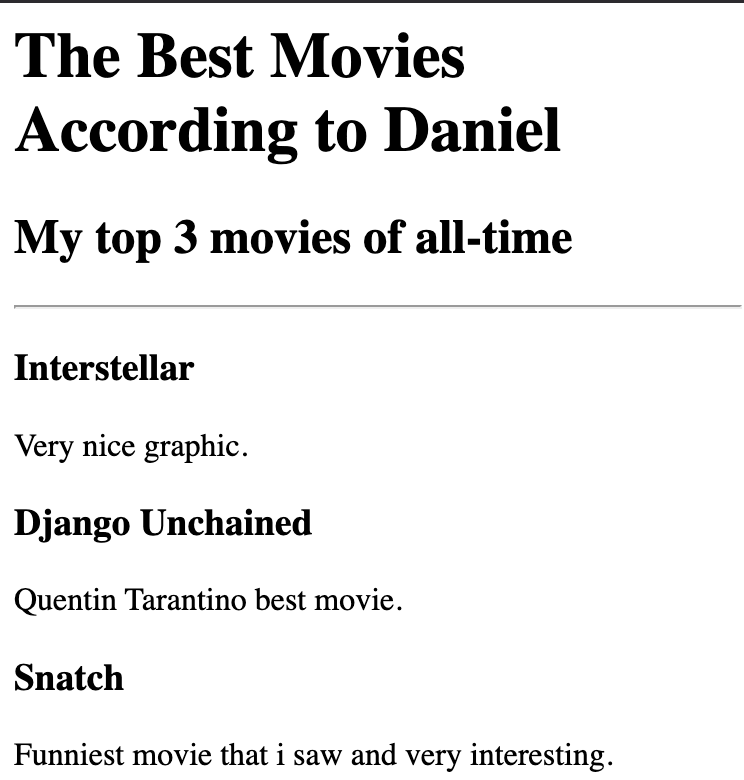 The Best Movies
According to Daniel
My top 3 movies of all-time
Interstellar
Very nice graphic.
Django Unchained
Quentin Tarantino best movie.
Snatch
Funniest movie that i saw and very interesting.